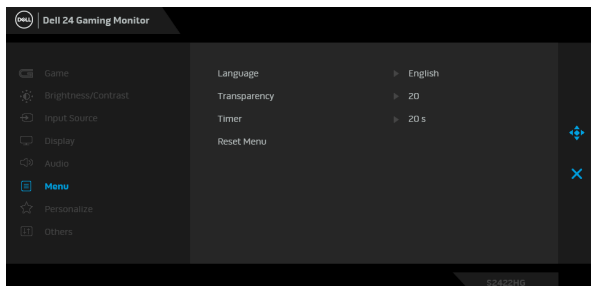 DELL Dell 24 Gaming Monitor
Game
Brightness/Contrast
Input Source
Display
Audio
Menu
Personalize
Others
Language English
Transparency 20
Timer 20 s
Reset Menu
S2422HG